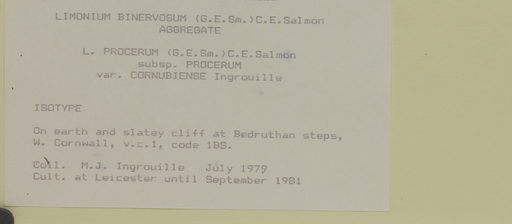 LIMONIUM BINERVOSUM (G.E.Sm.)C.E.Salmon
AGGREGATE
L. PROCERUM (G.E.Sm.)C.E.Salmon
subsp. PROCERUM
var. CORNUBIENSE Ingrouille
ISOTYPE
On earth and slatey cliff at Bedruthan steps,
W. Cornwall, v.c.1, code 1BS.
Coll. M.J. Ingrouille July 1979
Cult. at Leicester until September 1981